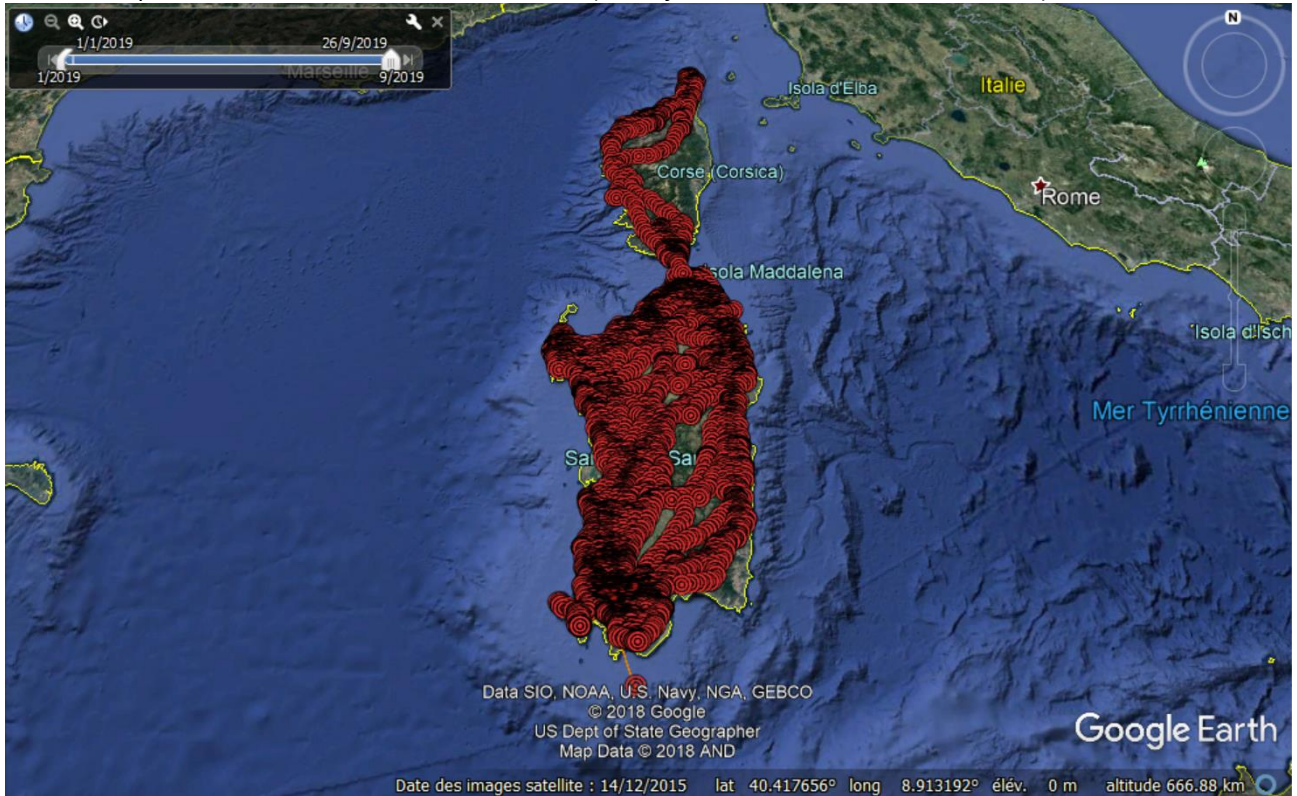 1/1/2019
26/9/2019
1/2019
9/2019
Marseille
N
Isola d'Elba
Italie
Corse (Corsica)
Rome
Isola Maddalena
Isola d'Isch
Mer Tyrrhénienne
Sai
Sai
Data SIO, NOAA, U.S. Navy, NGA, GEBCO
© 2018 Google
US Dept of State Geographer
Map Data © 2018 AND
Google Earth
Date des images satellite : 14/12/2015 lat 40.417656° long 8.913192° élév. 0 m altitude 666.88 km